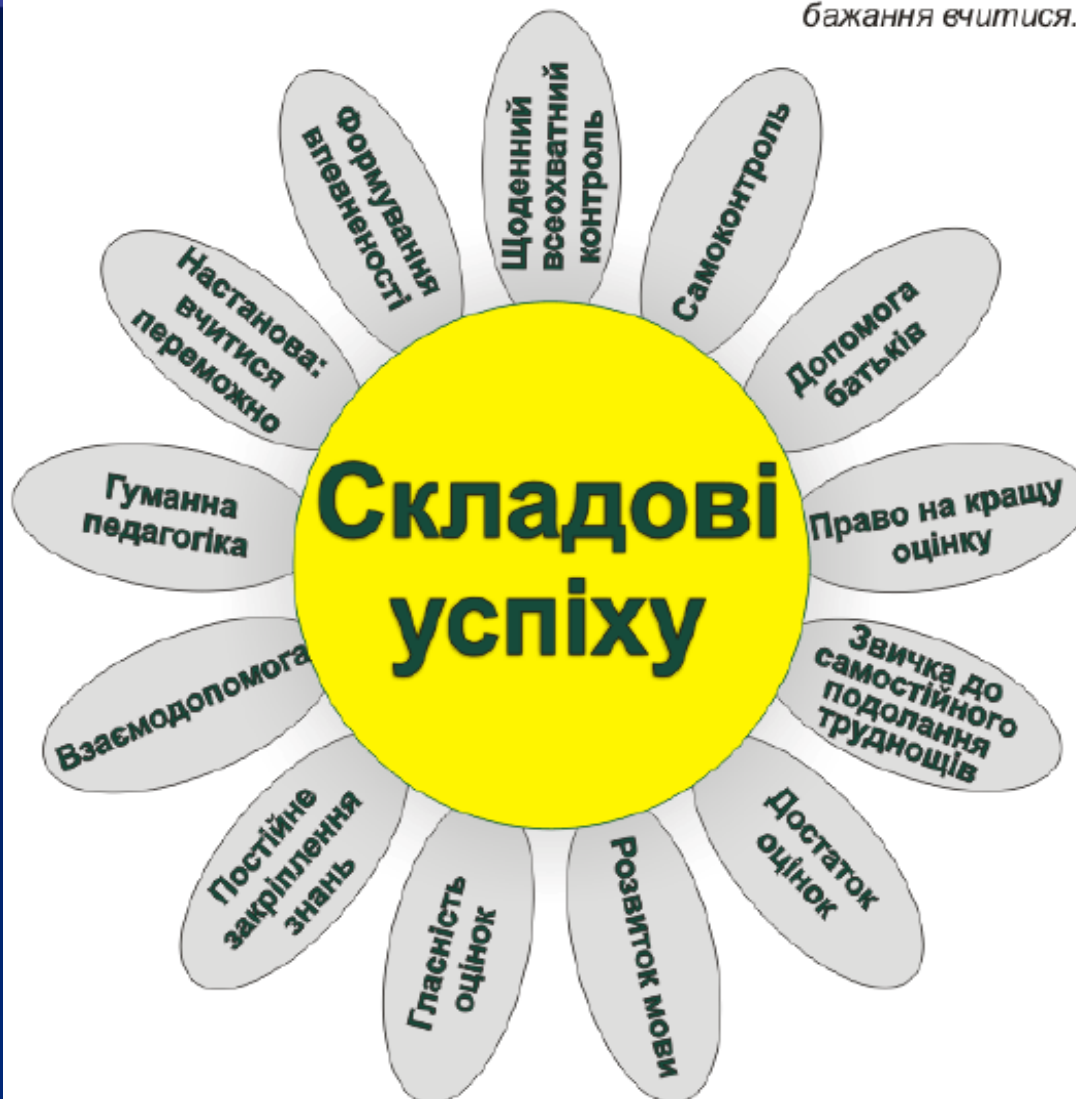 бажання вчитися.
Складові
успіху
Щоденний
всеохватний
контроль
Самоконтроль
Допомога
батьків
Право на кращу
оцінку
Звичка до
самостійного
подолання
труднощів
Достаток
оцінок
Розвиток мови
Гласність
оцінок
Постійне
закріплення
знань
Взаємодопомога
Гуманна
педагогіка
Настанова:
вчитися
переможно
Формування
впевненості